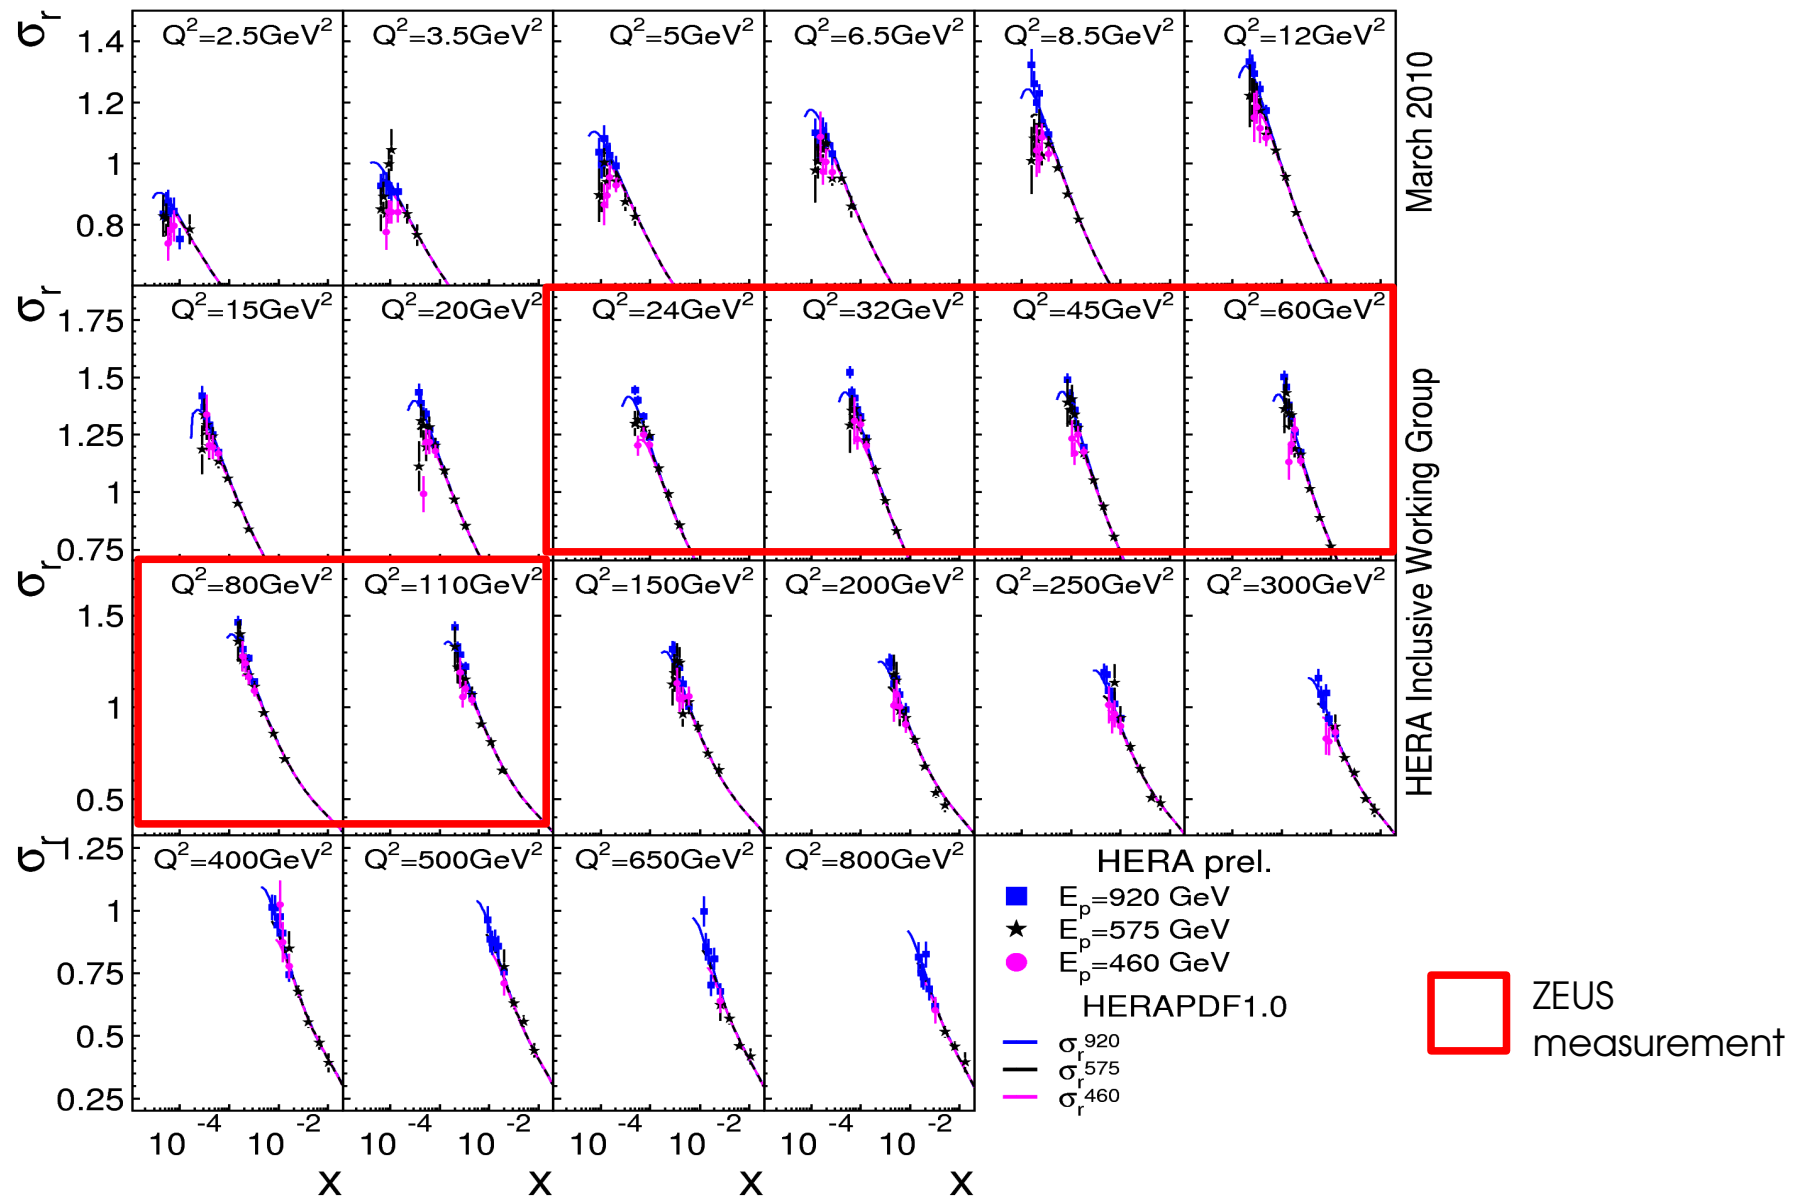 σr
Q²=2.5GeV² Q²=3.5GeV² Q²=5GeV² Q²=6.5GeV² Q²=8.5GeV² Q²=12GeV²
1.4
1.2
1
0.8
σr
Q²=15GeV² Q²=20GeV² Q²=24GeV² Q²=32GeV² Q²=45GeV² Q²=60GeV²
1.75
1.5
1.25
1
0.75
σr
Q²=80GeV² Q²=110GeV² Q²=150GeV² Q²=200GeV² Q²=250GeV² Q²=300GeV²
1.5
1
0.5
σr
1.25
Q²=400GeV² Q²=500GeV² Q²=650GeV² Q²=800GeV²
1
0.75
0.5
0.25
10⁻⁴ 10⁻² 10⁻⁴ 10⁻² 10⁻⁴ 10⁻² 10⁻⁴ 10⁻²
x x x x
HERA prel.
Ep=920 GeV
Ep=575 GeV
Ep=460 GeV
HERAPDF1.0
σr⁹²⁰
σr⁵⁷⁵
σr⁴⁶⁰
March 2010
HERA Inclusive Working Group
ZEUS
measurement